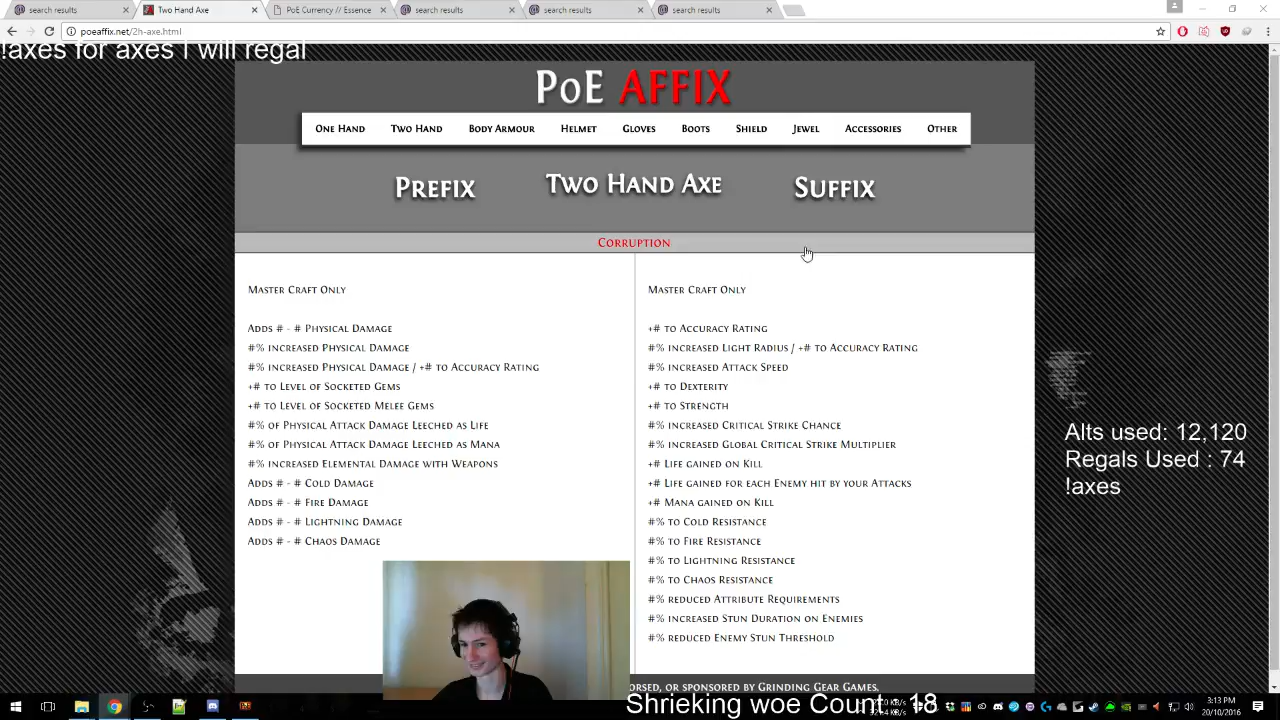 search results
Two Hand Axe
PoE Currency // Essence
search results
search results
search results
poeaffix.net/2h-axe.html
!axes for axes I will regal
PoE AFFIX
One Hand Two Hand Body Armour Helmet Gloves Boots Shield Jewel Accessories Other
Prefix Two Hand Axe Suffix
Corruption
Master Craft Only
Adds # - # Physical Damage
#% increased Physical Damage
#% increased Physical Damage / +# to Accuracy Rating
+# to Level of Socketed Gems
+# to Level of Socketed Melee Gems
#% of Physical Attack Damage Leeched as Life
#% of Physical Attack Damage Leeched as Mana
#% increased Elemental Damage with Weapons
Adds # - # Cold Damage
Adds # - # Fire Damage
Adds # - # Lightning Damage
Adds # - # Chaos Damage
Master Craft Only
+# to Accuracy Rating
#% increased Light Radius / +# to Accuracy Rating
#% increased Attack Speed
+# to Dexterity
+# to Strength
#% increased Critical Strike Chance
#% increased Global Critical Strike Multiplier
+# Life gained on Kill
+# Life gained for each Enemy hit by your Attacks
+# Mana gained on Kill
#% to Cold Resistance
#% to Fire Resistance
#% to Lightning Resistance
#% to Chaos Resistance
#% reduced Attribute Requirements
#% increased Stun Duration on Enemies
#% reduced Enemy Stun Threshold
Alts used: 12,120
Regals Used : 74
!axes
orsed, or sponsored by Grinding Gear Games.
Shrieking woe Count : 18
3:13 PM
20/10/2016